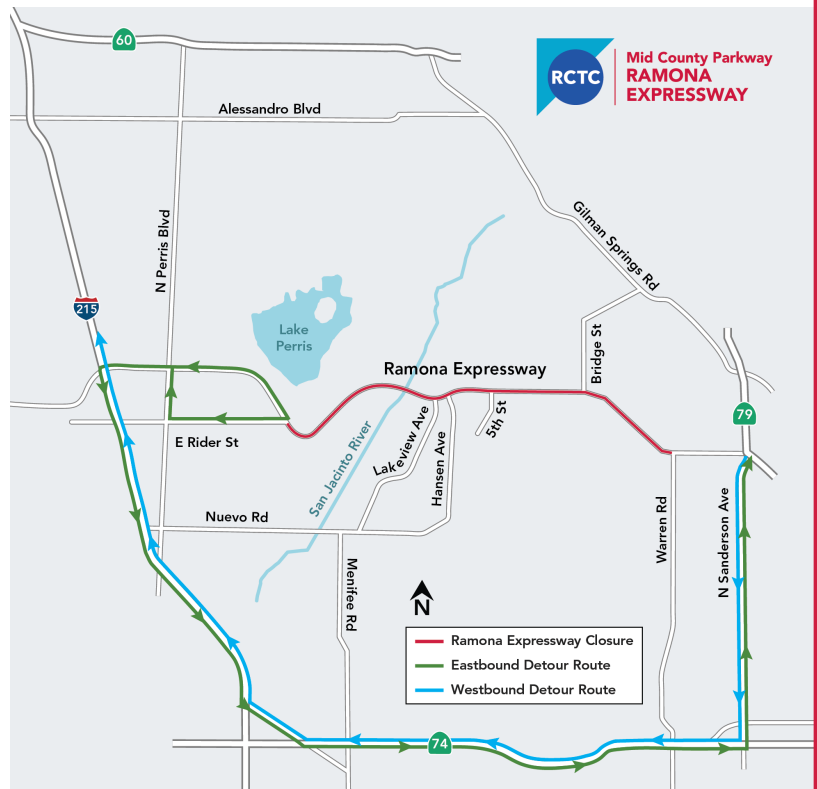 60
RCTC
Mid County Parkway
RAMONA
EXPRESSWAY
Alessandro Blvd
N Perris Blvd
Gilman Springs Rd
215
Lake
Perris
Ramona Expressway
Bridge St
79
5th St
E Rider St
Lakeview Ave
Hansen Ave
San Jacinto River
Nuevo Rd
Warren Rd
N Sanderson Ave
Menifee Rd
N
Ramona Expressway Closure
Eastbound Detour Route
Westbound Detour Route
74